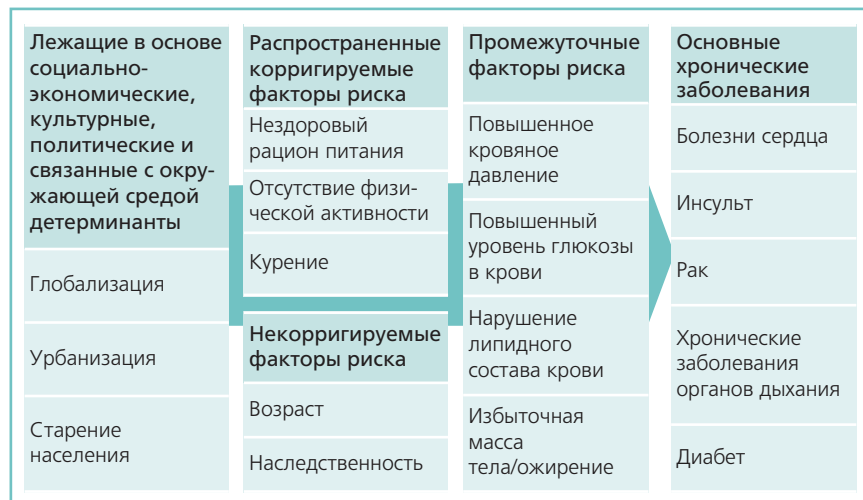 Лежащие в основе
социально-
экономические,
культурные,
политические и
связанные с окру-
жающей средой
детерминанты
Глобализация
Урбанизация
Старение
населения
Распространенные
корригируемые
факторы риска
Нездоровый
рацион питания
Отсутствие физи-
ческой активности
Курение
Некорригируемые
факторы риска
Возраст
Наследственность
Промежуточные
факторы риска
Повышенное
кровяное
давление
Повышенный
уровень глюкозы
в крови
Нарушение
липидного
состава крови
Избыточная
масса
тела/ожирение
Основные
хронические
заболевания
Болезни сердца
Инсульт
Рак
Хронические
заболевания
органов дыхания
Диабет